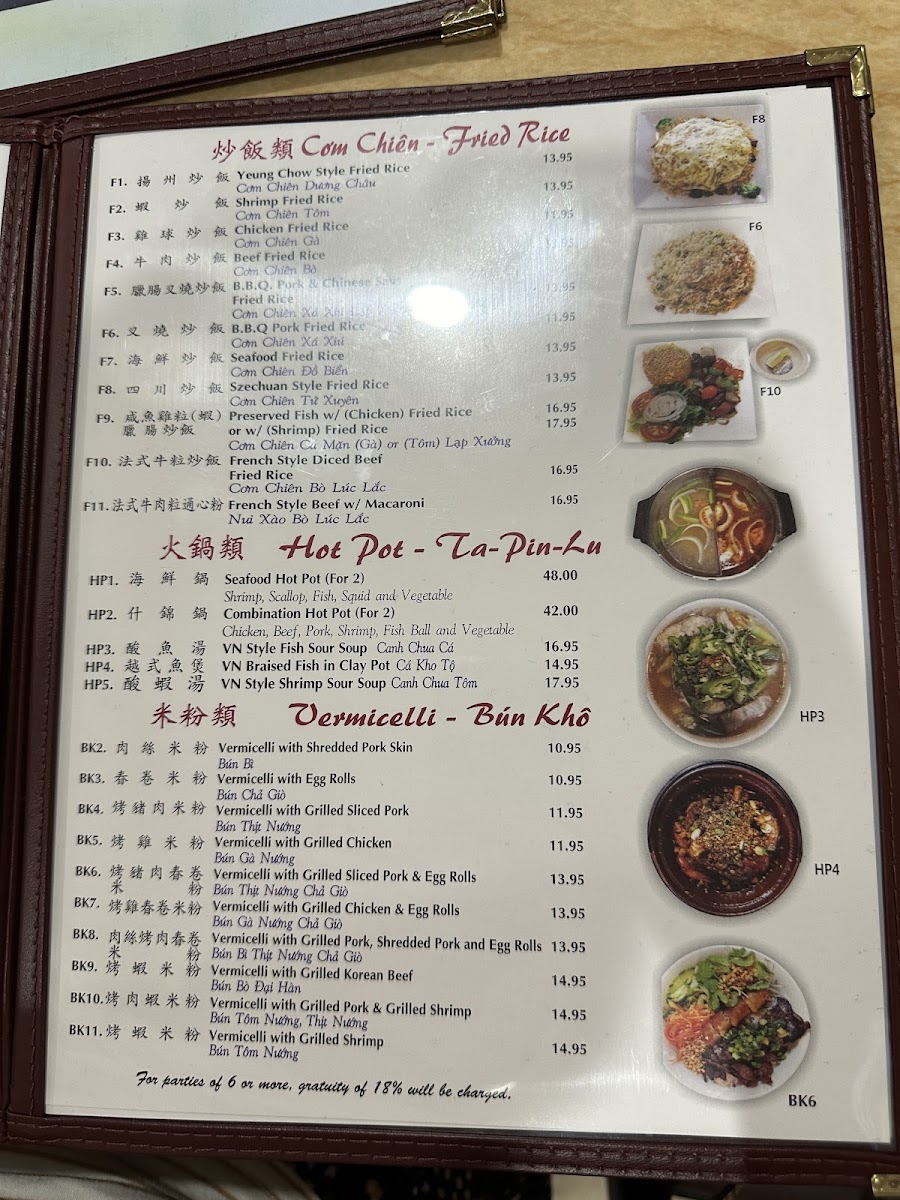 炒飯類 Cơm Chiên - Fried Rice
F1. 揚州炒飯 Yeung Chow Style Fried Rice 13.95
Cơm Chiên Dương Châu
F2. 蝦炒飯 Shrimp Fried Rice 13.95
Cơm Chiên Tôm
F3. 雞球炒飯 Chicken Fried Rice 11.95
Cơm Chiên Gà
F4. 牛肉炒飯 Beef Fried Rice
Cơm Chiên Bò
F5. 臘腸叉燒炒飯 B.B.Q. Pork & Chinese
Fried Rice 13.95
Cơm Chiên Xá Xíu
F6. 叉燒炒飯 B.B.Q Pork Fried Rice 11.95
Cơm Chiên Xá Xíu
F7. 海鮮炒飯 Seafood Fried Rice 13.95
Cơm Chiên Đồ Biển
F8. 四川炒飯 Szechuan Style Fried Rice 13.95
Cơm Chiên Tứ Xuyên
F9. 咸魚雞粒(蝦) Preserved Fish w/ (Chicken) Fried Rice 16.95
臘腸炒飯 or w/ (Shrimp) Fried Rice 17.95
Cơm Chiên Cá Mặn (Gà) or (Tôm) Lạp Xưởng
F10. 法式牛粒炒飯 French Style Diced Beef
Fried Rice 16.95
Cơm Chiên Bò Lúc Lắc
F11. 法式牛肉粒通心粉 French Style Beef w/ Macaroni 16.95
Nui Xào Bò Lúc Lắc
火鍋類 Hot Pot - Ta-Pin-Lu
HP1. 海鮮鍋 Seafood Hot Pot (For 2) 48.00
Shrimp, Scallop, Fish, Squid and Vegetable
HP2. 什錦鍋 Combination Hot Pot (For 2) 42.00
Chicken, Beef, Pork, Shrimp, Fish Ball and Vegetable
HP3. 酸魚湯 VN Style Fish Sour Soup Canh Chua Cá 16.95
HP4. 越式魚煲 VN Braised Fish in Clay Pot Cá Kho Tộ 14.95
HP5. 酸蝦湯 VN Style Shrimp Sour Soup Canh Chua Tôm 17.95
米粉類 Vermicelli - Bún Khô
BK2. 肉絲米粉 Vermicelli with Shredded Pork Skin 10.95
Bún Bì
BK3. 春卷米粉 Vermicelli with Egg Rolls 10.95
Bún Chả Giò
BK4. 烤豬肉米粉 Vermicelli with Grilled Sliced Pork 11.95
Bún Thịt Nướng
BK5. 烤雞米粉 Vermicelli with Grilled Chicken 11.95
Bún Gà Nướng
BK6. 烤豬肉春卷 Vermicelli with Grilled Sliced Pork & Egg Rolls 13.95
米粉 Bún Thịt Nướng Chả Giò
BK7. 烤雞春卷米粉 Vermicelli with Grilled Chicken & Egg Rolls 13.95
Bún Gà Nướng Chả Giò
BK8. 肉絲烤肉春卷 Vermicelli with Grilled Pork, Shredded Pork and Egg Rolls 13.95
米粉 Bún Bì Thịt Nướng Chả Giò
BK9. 烤蝦米粉 Vermicelli with Grilled Korean Beef 14.95
Bún Bò Đại Hàn
BK10. 烤肉蝦米粉 Vermicelli with Grilled Pork & Grilled Shrimp 14.95
Bún Tôm Nướng, Thịt Nướng
BK11. 烤蝦米粉 Vermicelli with Grilled Shrimp 14.95
Bún Tôm Nướng
For parties of 6 or more, gratuity of 18% will be charged.
F8
F6
F10
HP3
HP4
BK6